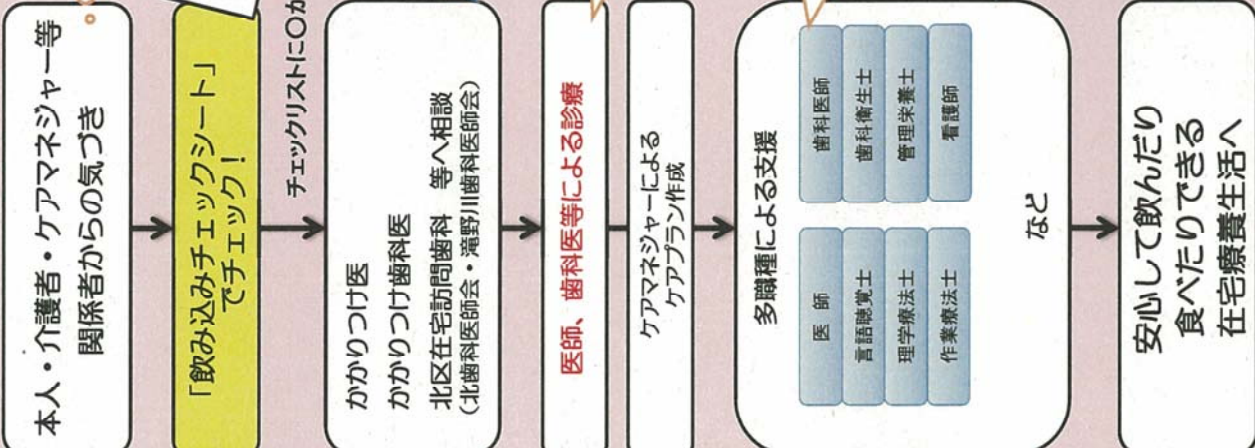 本人・介護者・ケアマネジャー等
関係者からの気づき
「飲み込みチェックシート」
でチェック！
チェックリストに○が
かかりつけ医
かかりつけ歯科医
北区在宅訪問歯科　等へ相談
（北歯科医師会・滝野川歯科医師会）
医師、歯科医等による診療
ケアマネジャーによる
ケアプラン作成
多職種による支援
医　師
言語聴覚士
理学療法士
作業療法士
歯科医師
歯科衛生士
管理栄養士
看護師
など
安心して飲んだり
食べたりできる
在宅療養生活へ